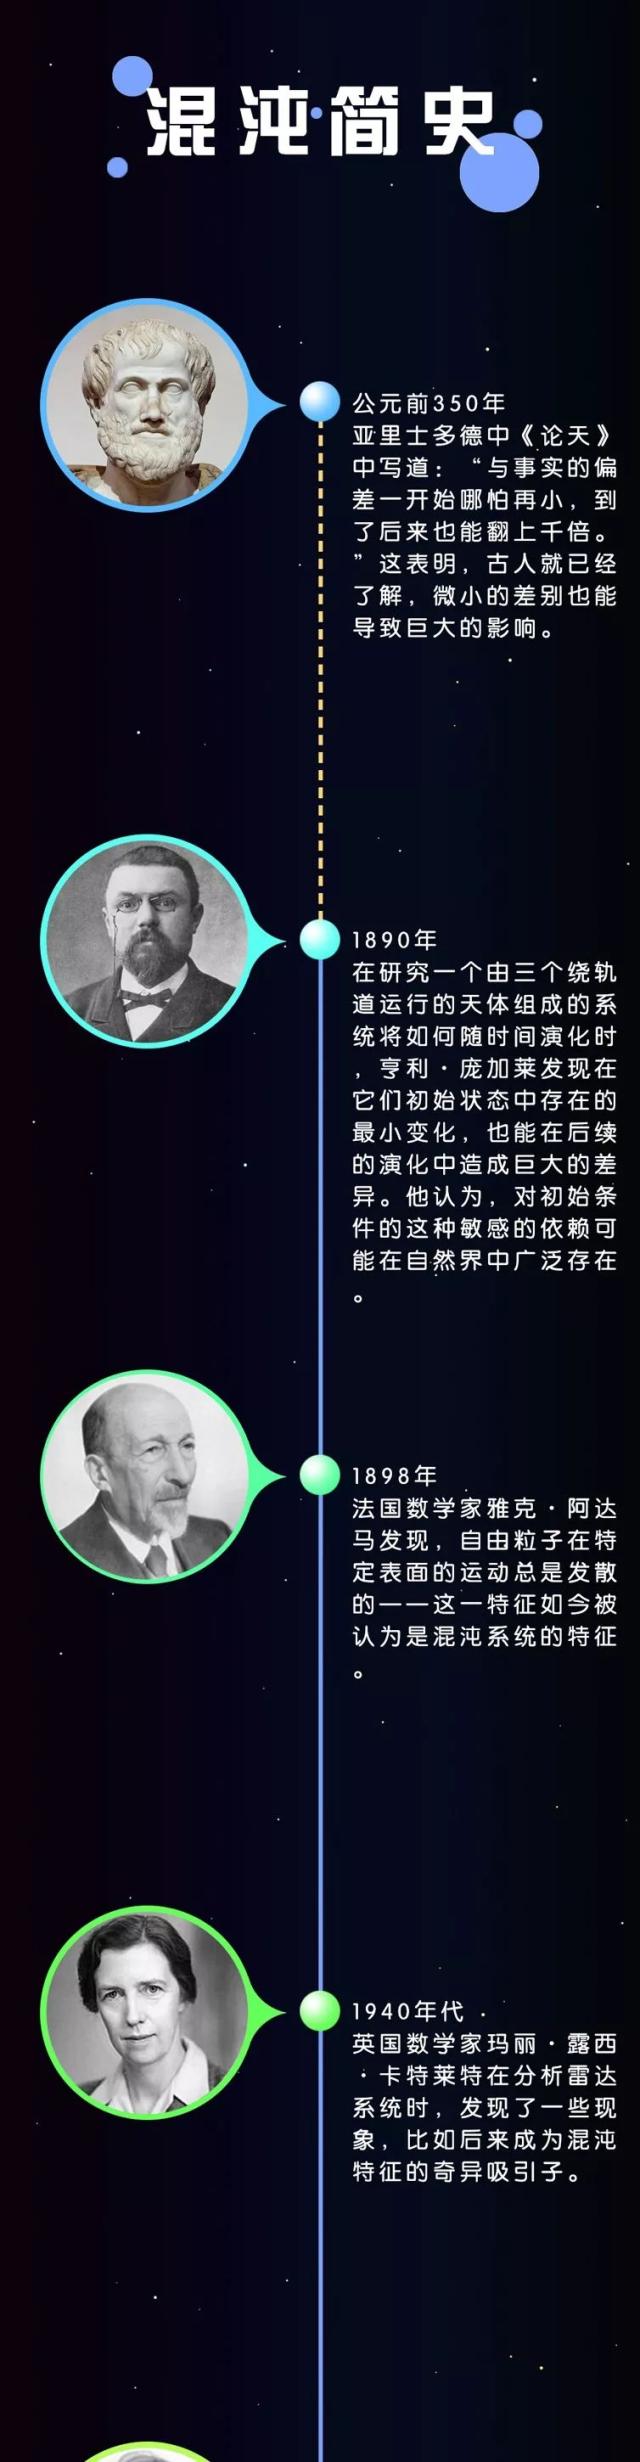 混沌简史
公元前350年
亚里士多德中《论天》
中写道：“与事实的偏
差一开始哪怕再小，到
了后来也能翻上千倍。
”这表明，古人就已经
了解，微小的差别也能
导致巨大的影响。
1890年
在研究一个由三个绕轨
道运行的天体组成的系
统将如何随时间演化时
，亨利·庞加莱发现在
它们初始状态中存在的
最小变化，也能在后续
的演化中造成巨大的差
异。他认为，对初始条
件的这种敏感的依赖可
能在自然界中广泛存在
。
1898年
法国数学家雅克·阿达
马发现，自由粒子在特
定表面的运动总是发散
的——这一特征如今被
认为是混沌系统的特征
。
1940年代
英国数学家玛丽·露西
·卡特莱特在分析雷达
系统时，发现了一些现
象，比如后来成为混沌
特征的奇异吸引子。